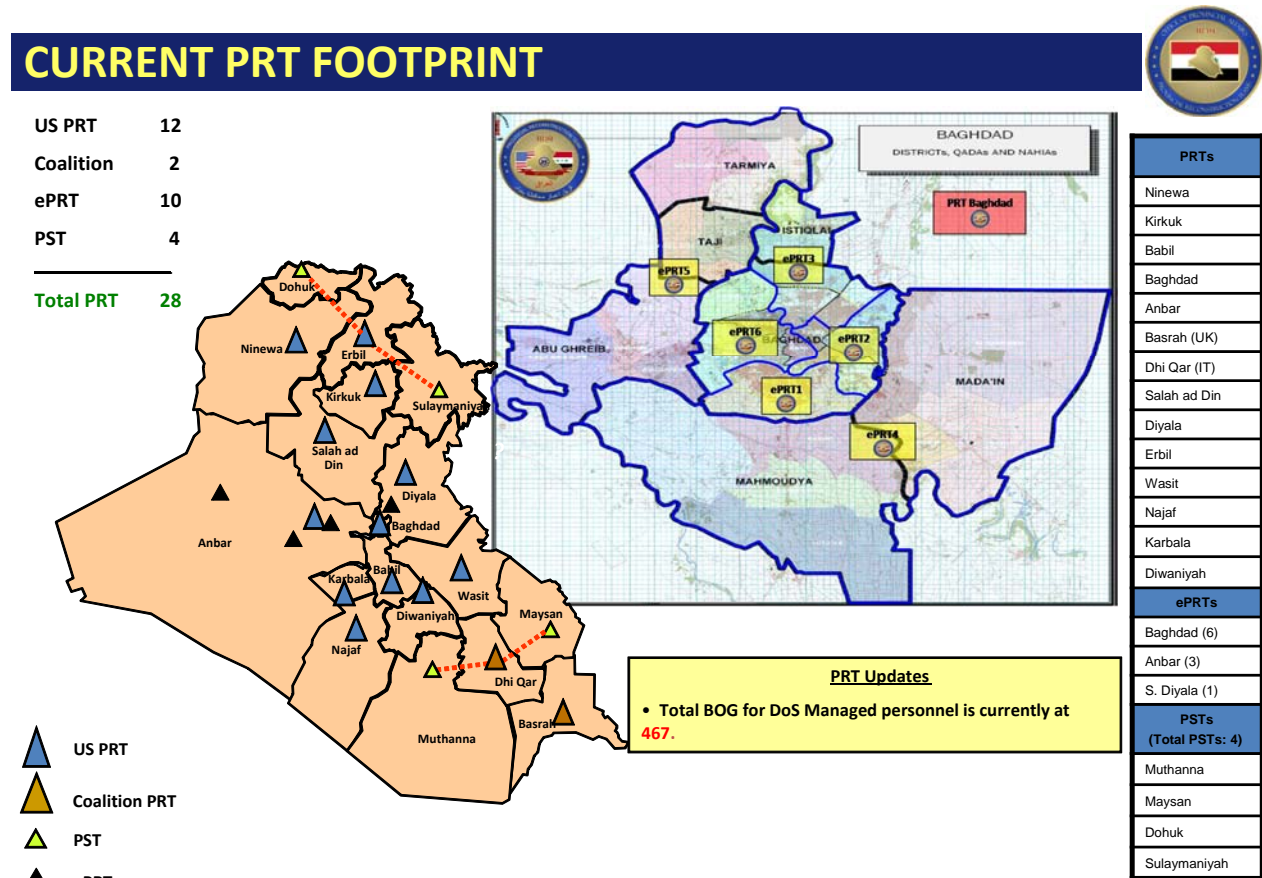 CURRENT PRT FOOTPRINT
US PRT 12
Coalition 2
ePRT 10
PST 4
Total PRT 28
Dohuk
Ninewa
Erbil
Kirkuk
Sulaymaniyah
Salah ad
Din
Diyala
Baghdad
Anbar
Karbala
Babil
Wasit
Diwaniyah
Najaf
Maysan
Dhi Qar
Basrah
Muthanna
US PRT
Coalition PRT
PST
BAGHDAD
DISTRICTs, QADAs AND NAHIAs
TARMIYA
PRT Baghdad
TAJI
ISTIQLAL
ePRT3
ePRT5
ePRT6
BAGHDAD
ePRT2
ABU GHREIB
MADA'IN
ePRT1
ePRT4
MAHMOUDYA
PRT Updates
• Total BOG for DoS Managed personnel is currently at
467.
PRTs
Ninewa
Kirkuk
Babil
Baghdad
Anbar
Basrah (UK)
Dhi Qar (IT)
Salah ad Din
Diyala
Erbil
Wasit
Najaf
Karbala
Diwaniyah
ePRTs
Baghdad (6)
Anbar (3)
S. Diyala (1)
PSTs
(Total PSTs: 4)
Muthanna
Maysan
Dohuk
Sulaymaniyah